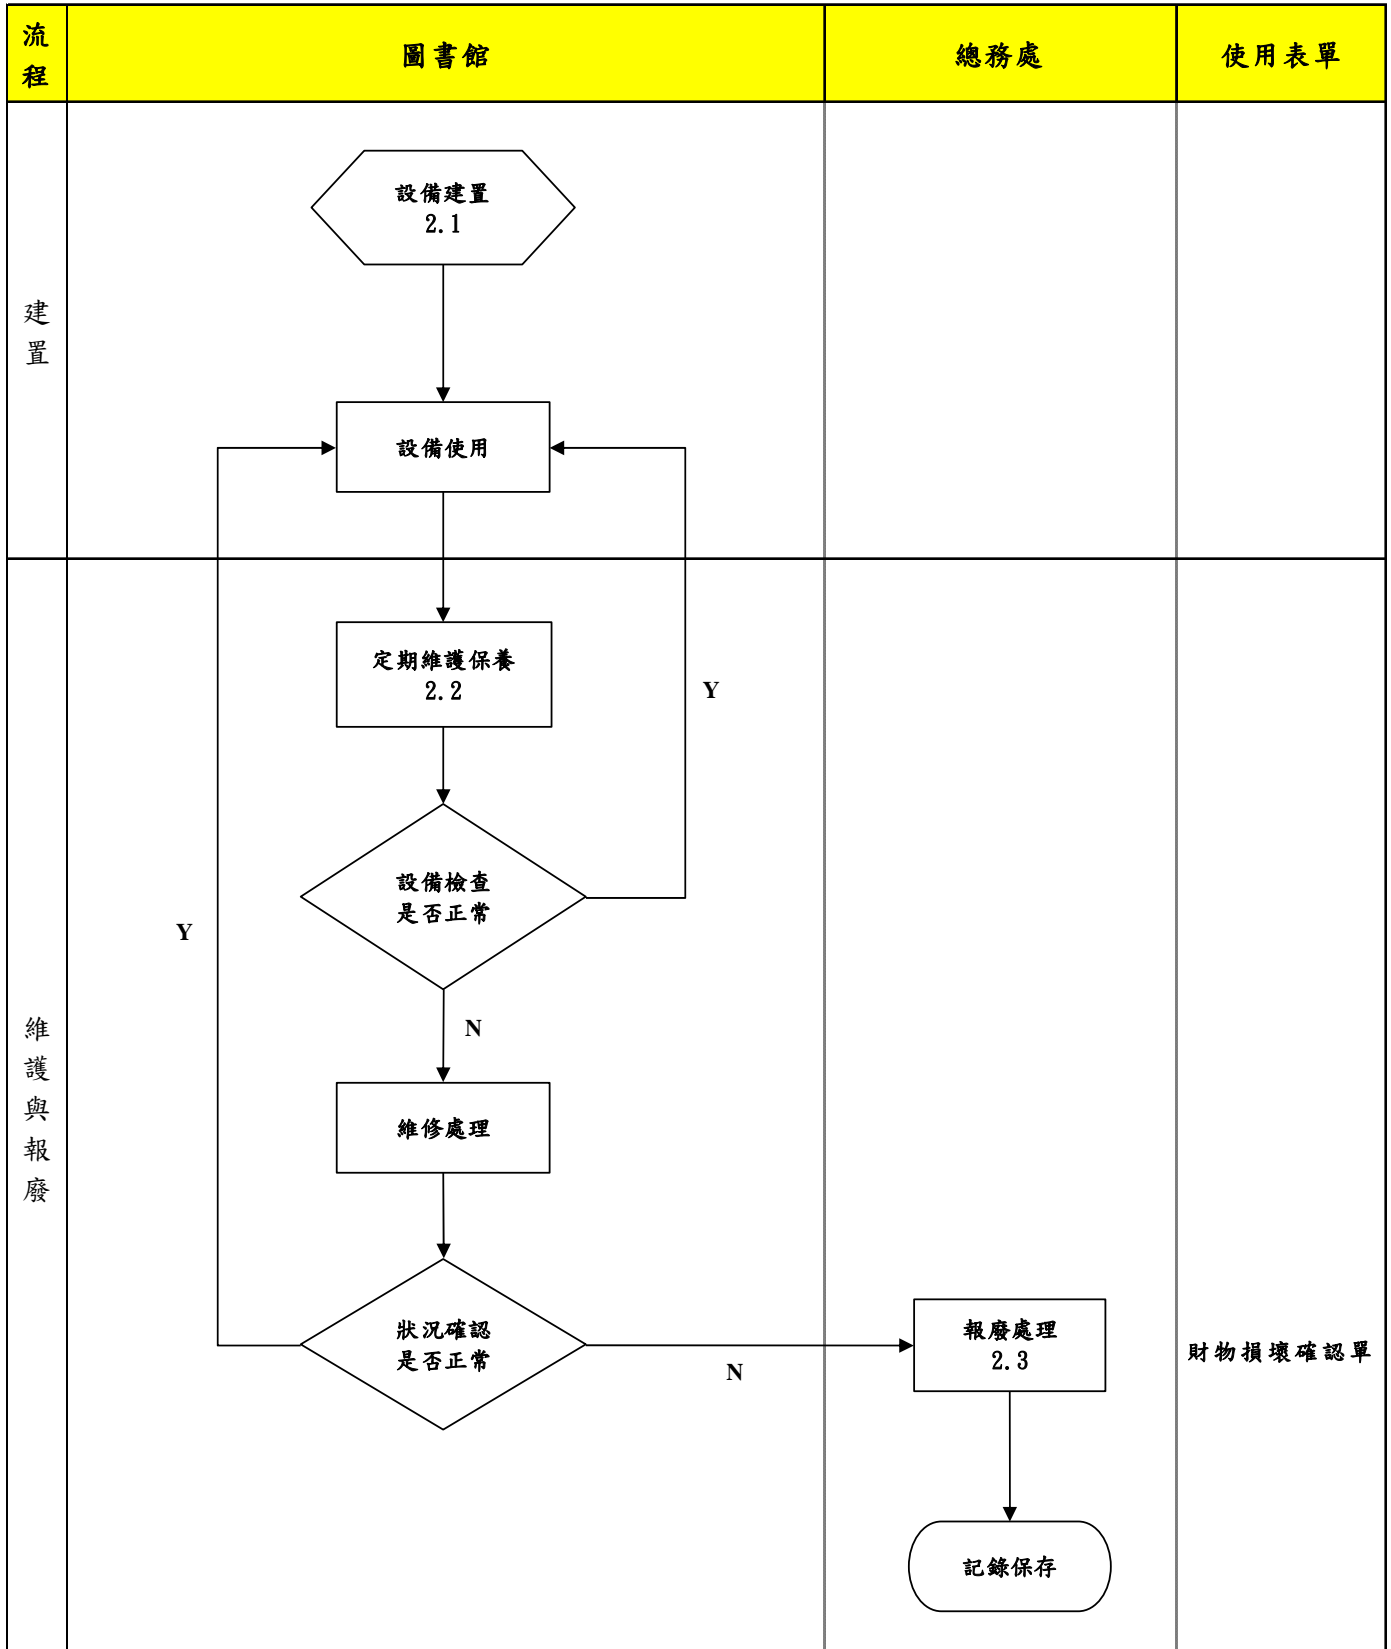 流
程
圖書館
總務處
使用表單
建
置
設備建置
2.1
設備使用
維
護
與
報
廢
定期維護保養
2.2
Y
設備檢查
是否正常
Y
N
維修處理
狀況確認
是否正常
N
報廢處理
2.3
財物損壞確認單
記錄保存